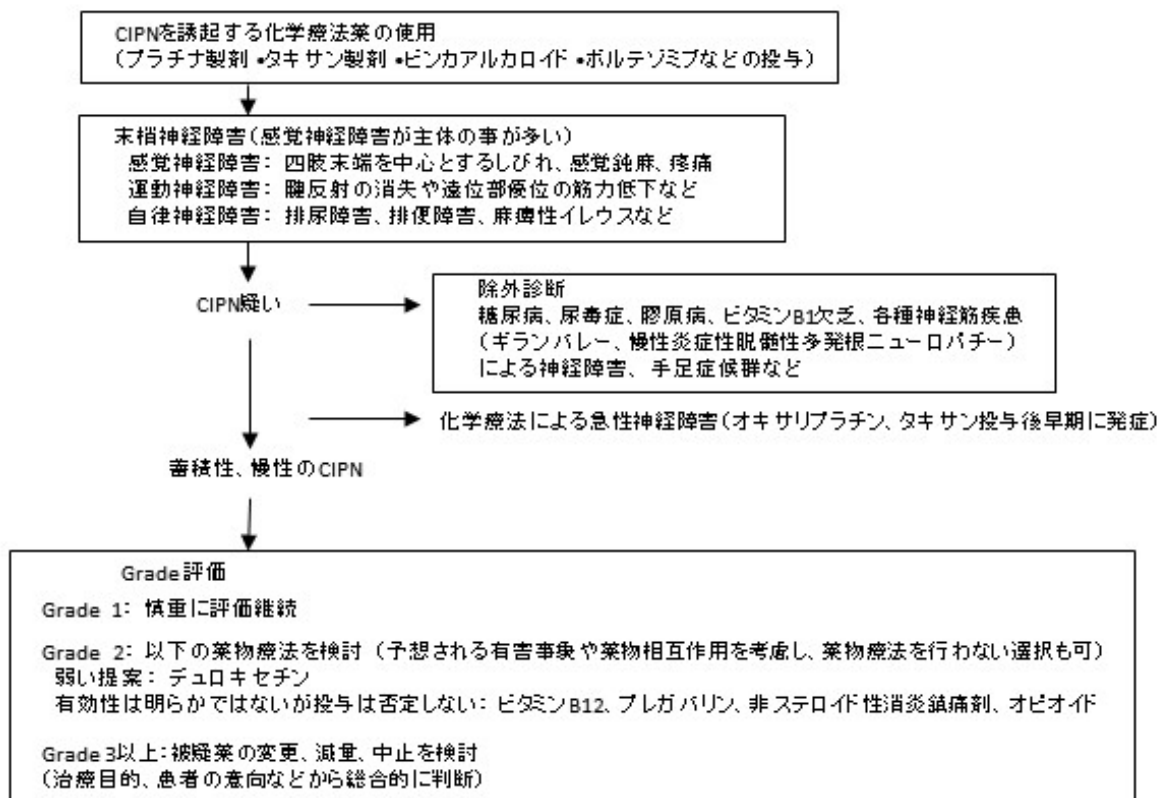 CIPNを誘起する化学療法薬の使用
(プラチナ製剤・タキサン製剤・ビンカアルカロイド・ボルテゾミブなどの投与)
末梢神経障害(感覚神経障害が主体の事が多い)
感覚神経障害: 四肢末端を中心とするしびれ、感覚鈍麻、疼痛
運動神経障害: 腱反射の消失や遠位部優位の筋力低下など
自律神経障害: 排尿障害、排便障害、麻痺性イレウスなど
CIPN疑い
除外診断
糖尿病、尿毒症、膠原病、ビタミンB1欠乏、各種神経筋疾患
(ギランバレー、慢性炎症性脱髄性多発根ニューロパチー)
による神経障害、手足症候群など
化学療法による急性神経障害(オキサリプラチン、タキサン投与後早期に発症)
蓄積性、慢性のCIPN
Grade評価
Grade 1: 慎重に評価継続
Grade 2: 以下の薬物療法を検討 (予想される有害事象や薬物相互作用を考慮し、薬物療法を行わない選択も可)
弱い提案: デュロキセチン
有効性は明らかではないが投与は否定しない: ビタミンB12、プレガバリン、非ステロイド性消炎鎮痛剤、オピオイド
Grade 3以上:被疑薬の変更、減量、中止を検討
(治療目的、患者の意向などから総合的に判断)